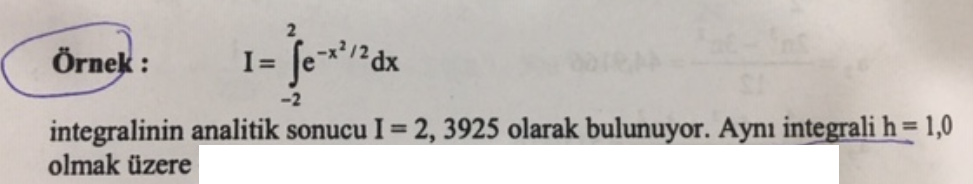 Örnek : I = ∫_{-2}^{2} e^{-x²/2} dx
integralinin analitik sonucu I = 2, 3925 olarak bulunuyor. Aynı integrali h = 1,0
olmak üzere